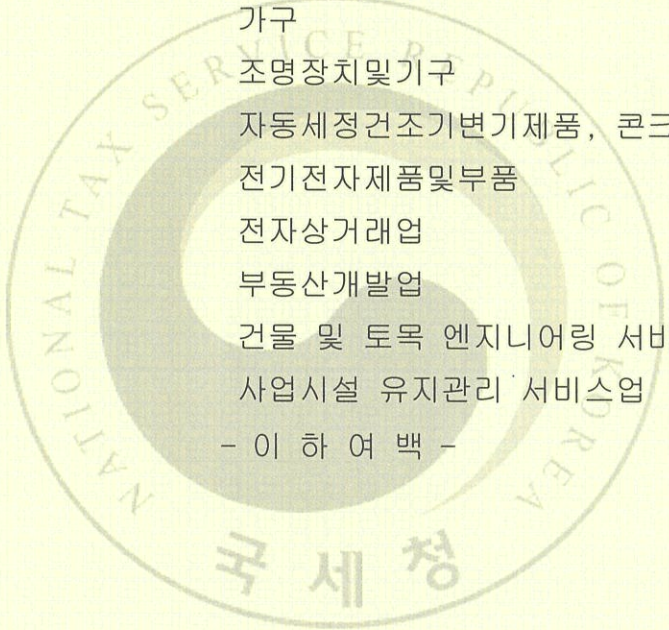 가구
조명장치및기구
자동세정건조기변기제품, 콘크
전기전자제품및부품
전자상거래업
부동산개발업
건물 및 토목 엔지니어링 서비
사업시설 유지관리 서비스업
- 이 하 여 백 -
NATIONAL TAX SERVICE REPUBLIC OF KOREA
국세청